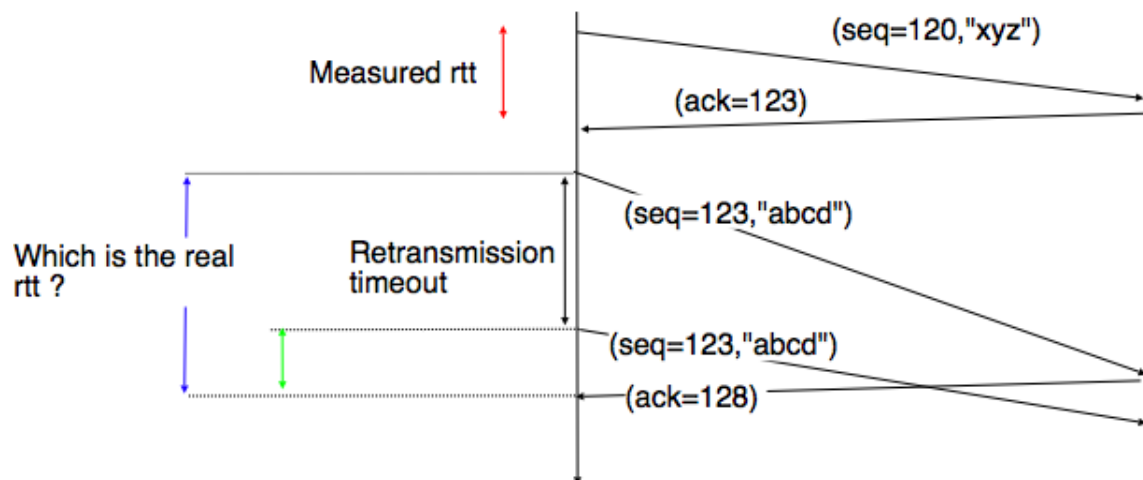 (seq=120,"xyz")
Measured rtt
(ack=123)
(seq=123,"abcd")
Which is the real
rtt ?
Retransmission
timeout
(seq=123,"abcd")
(ack=128)